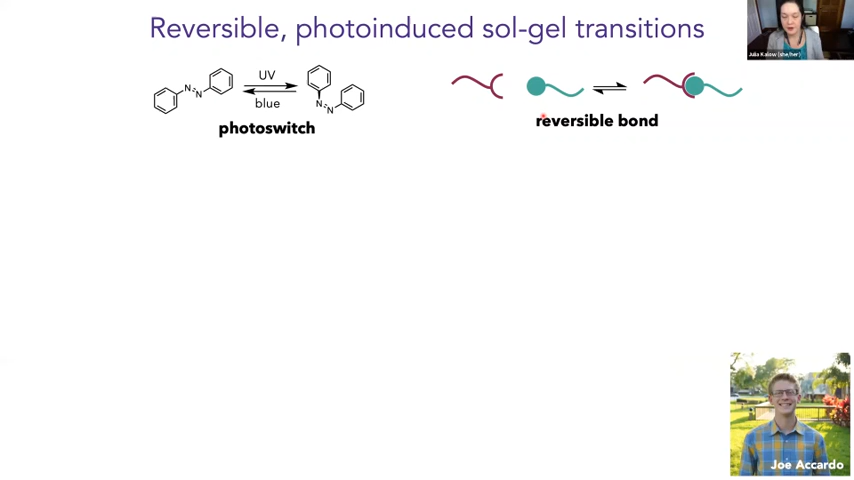 Reversible, photoinduced sol-gel transitions
Julia Kalow (she/her)
UV
blue
N
N
N
N
photoswitch
reversible bond
Joe Accardo